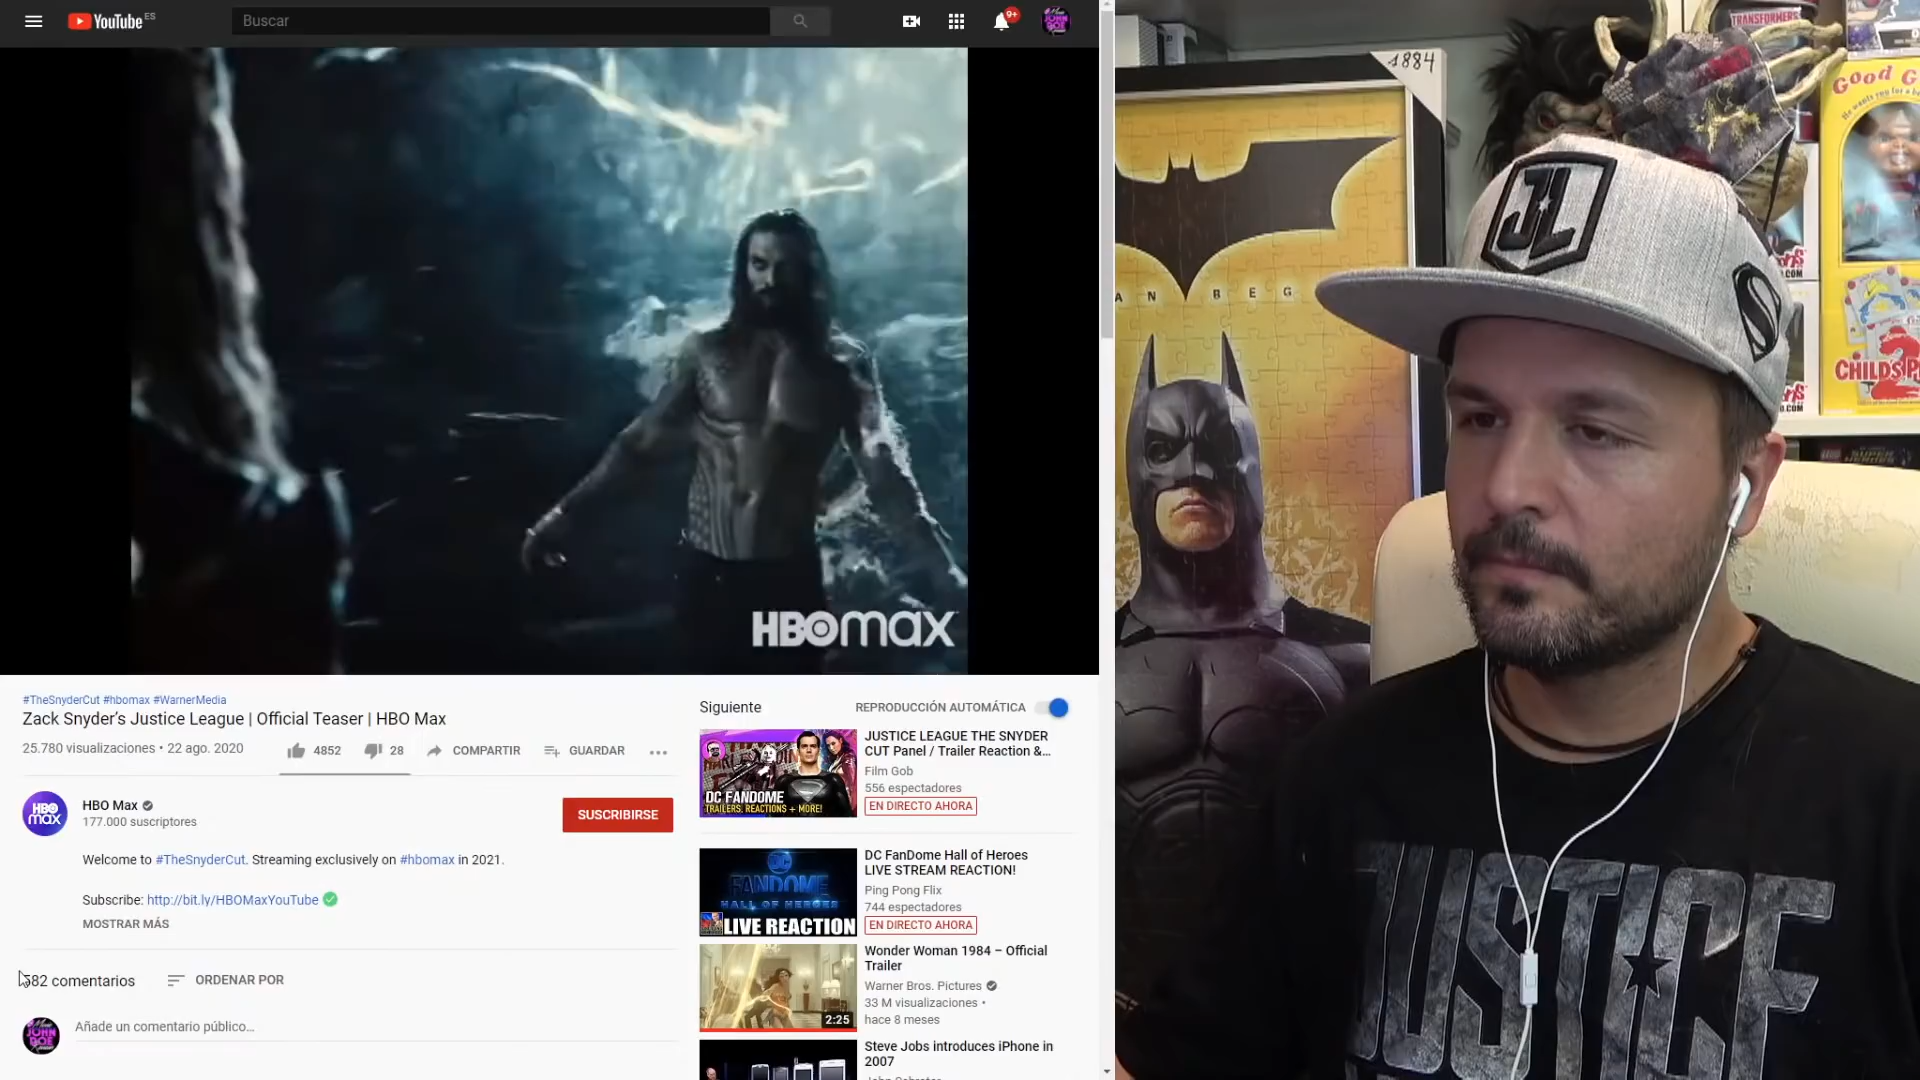 YouTube ES
Buscar
9+
HBOmax
#TheSnyderCut #hbomax #WarnerMedia
Zack Snyder's Justice League | Official Teaser | HBO Max
25.780 visualizaciones • 22 ago. 2020
4852
28
COMPARTIR
GUARDAR
HBO max
HBO Max
177.000 suscriptores
SUSCRIBIRSE
Welcome to #TheSnyderCut. Streaming exclusively on #hbomax in 2021.
Subscribe: http://bit.ly/HBOMaxYouTube
MOSTRAR MÁS
582 comentarios
ORDENAR POR
JOHN DOE
Añade un comentario público...
Siguiente
REPRODUCCIÓN AUTOMÁTICA
DC FANDOME
TRAILERS, REACTIONS + MORE!
JUSTICE LEAGUE THE SNYDER
CUT Panel / Trailer Reaction &...
Film Gob
556 espectadores
EN DIRECTO AHORA
FANDOME
HALL OF HEROES
LIVE REACTION
DC FanDome Hall of Heroes
LIVE STREAM REACTION!
Ping Pong Flix
744 espectadores
EN DIRECTO AHORA
2:25
Wonder Woman 1984 – Official
Trailer
Warner Bros. Pictures
33 M visualizaciones •
hace 8 meses
Steve Jobs introduces iPhone in
2007
1884
AN BEG
JL
TRANSFORMERS
Good G
CHILD'S P
2
JUSTICE